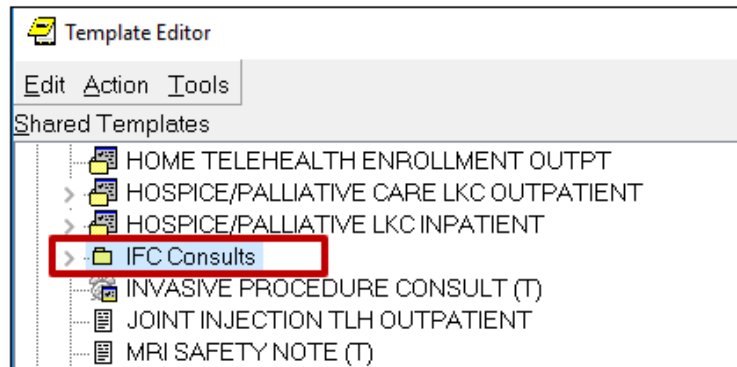 Template Editor
Edit Action Tools
Shared Templates
HOME TELEHEALTH ENROLLMENT OUTPT
HOSPICE/PALLIATIVE CARE LKC OUTPATIENT
HOSPICE/PALLIATIVE LKC INPATIENT
IFC Consults
INVASIVE PROCEDURE CONSULT (T)
JOINT INJECTION TLH OUTPATIENT
MRI SAFETY NOTE (T)